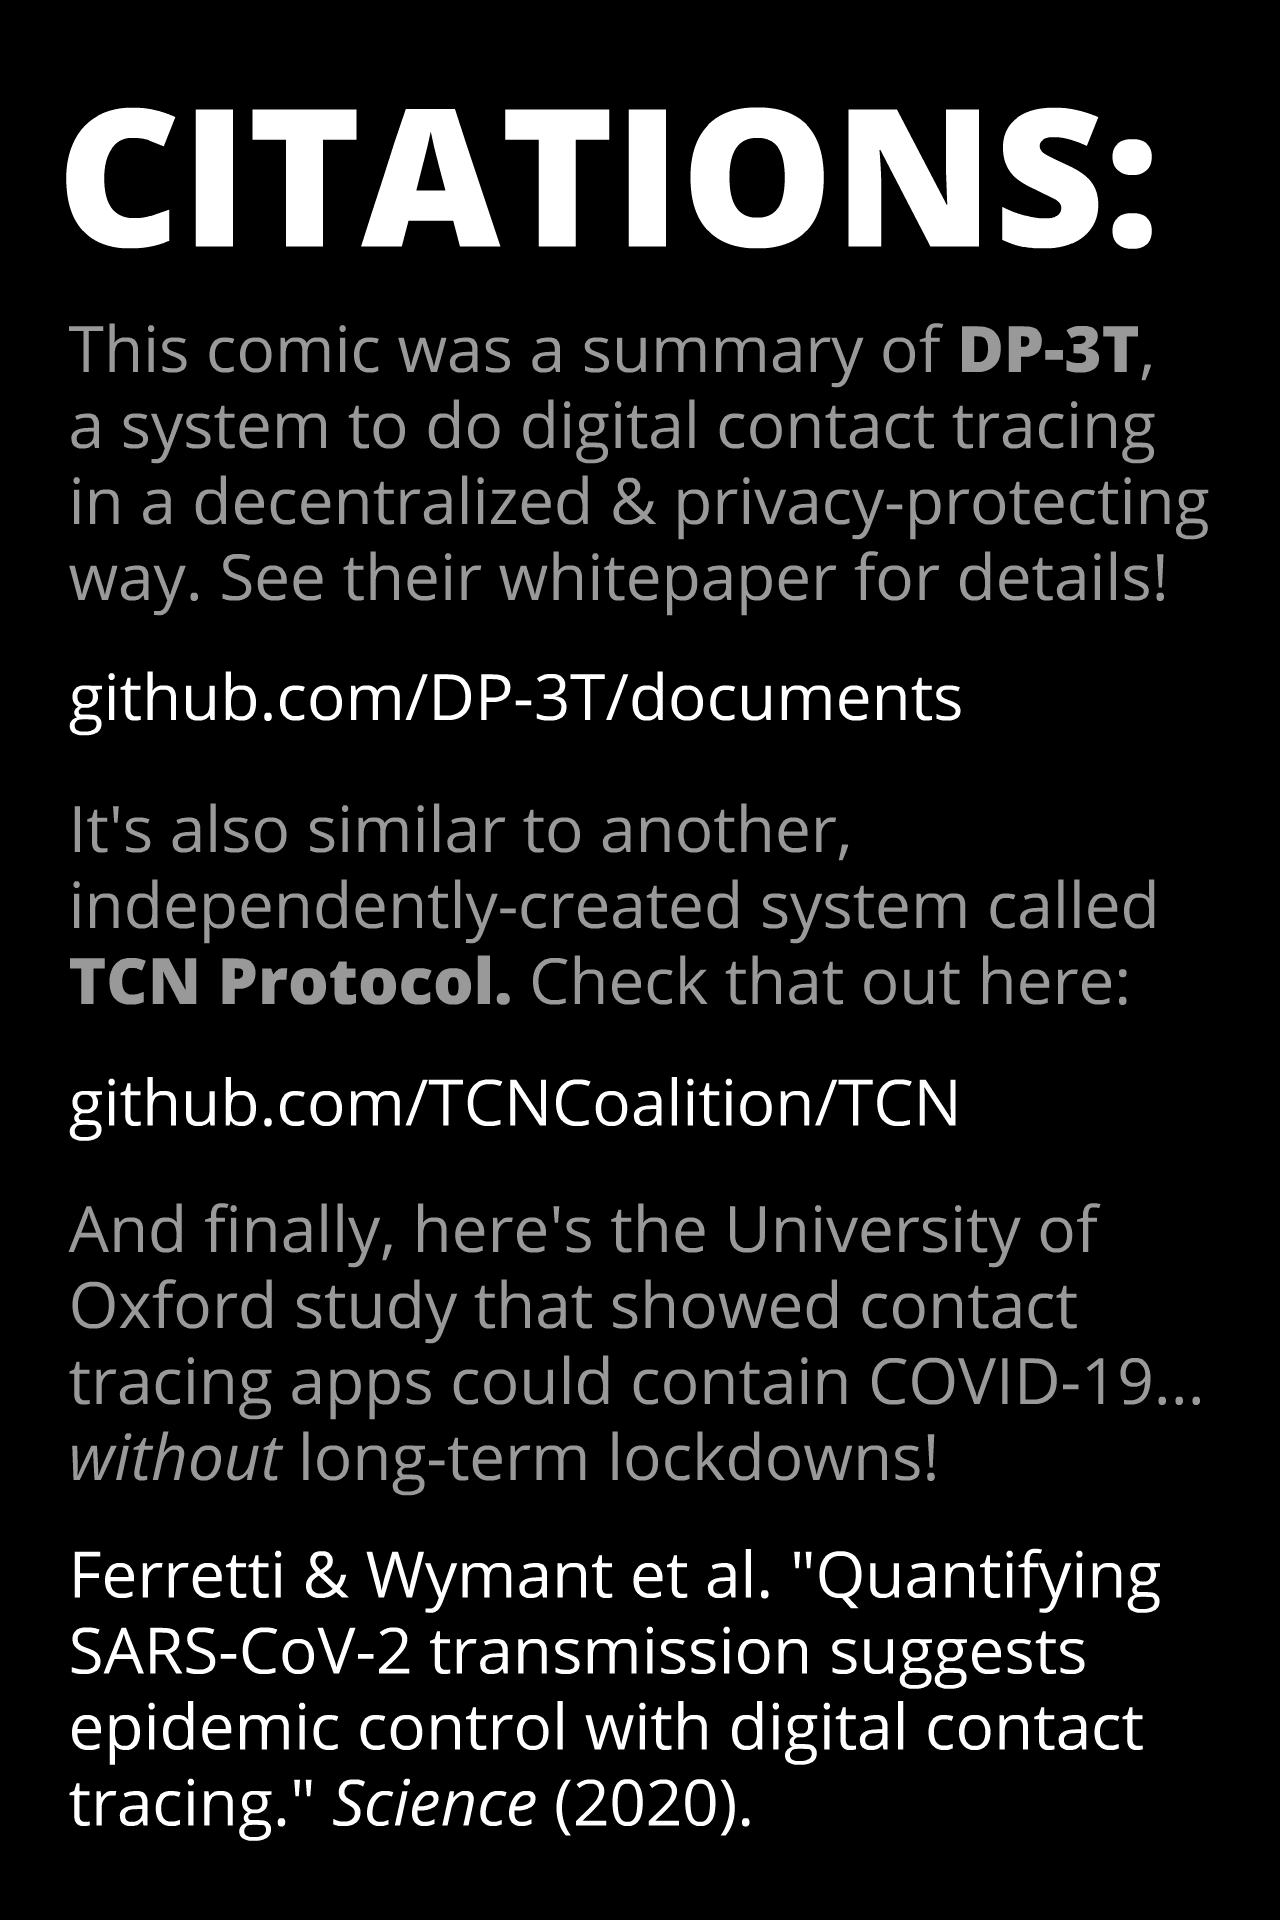 CITATIONS:
This comic was a summary of DP-3T,
a system to do digital contact tracing
in a decentralized & privacy-protecting
way. See their whitepaper for details!
github.com/DP-3T/documents
It's also similar to another,
independently-created system called
TCN Protocol. Check that out here:
github.com/TCNCoalition/TCN
And finally, here's the University of
Oxford study that showed contact
tracing apps could contain COVID-19...
without long-term lockdowns!
Ferretti & Wymant et al. "Quantifying
SARS-CoV-2 transmission suggests
epidemic control with digital contact
tracing." Science (2020).